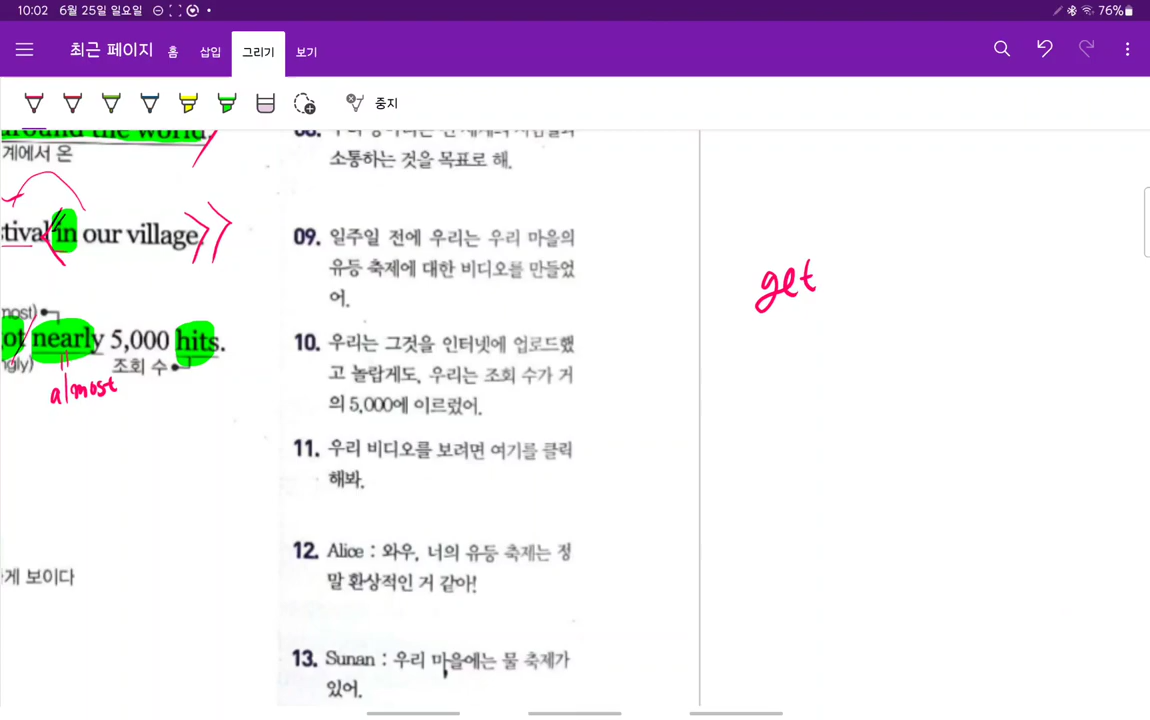 10:02 6월 25일 일요일
76%
최근 페이지 홈 삽입 그리기 보기
중지
around the world.
계에서 온
stival in our village.
most)
ot nearly 5,000 hits.
ngly)
조회 수
almost
게 보이다
소통하는 것을 목표로 해.
09. 일주일 전에 우리는 우리 마을의
유등 축제에 대한 비디오를 만들었
어.
10. 우리는 그것을 인터넷에 업로드했
고 놀랍게도, 우리는 조회 수가 거
의 5,000에 이르렀어.
11. 우리 비디오를 보려면 여기를 클릭
해봐.
12. Alice : 와우, 너의 유등 축제는 정
말 환상적인 거 같아!
13. Sunan : 우리 마을에는 물 축제가
있어.
get